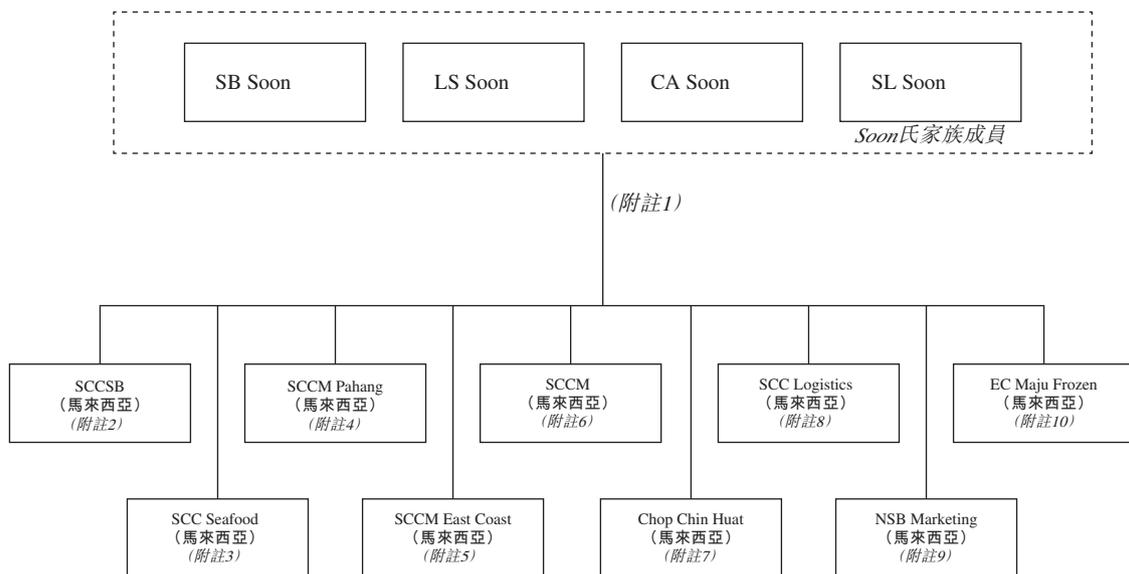 SB Soon
LS Soon
CA Soon
SL Soon
Soon氏家族成員
(附註1)
SCCSB
(馬來西亞)
(附註2)
SCCM Pahang
(馬來西亞)
(附註4)
SCCM
(馬來西亞)
(附註6)
SCC Logistics
(馬來西亞)
(附註8)
EC Maju Frozen
(馬來西亞)
(附註10)
SCC Seafood
(馬來西亞)
(附註3)
SCCM East Coast
(馬來西亞)
(附註5)
Chop Chin Huat
(馬來西亞)
(附註7)
NSB Marketing
(馬來西亞)
(附註9)